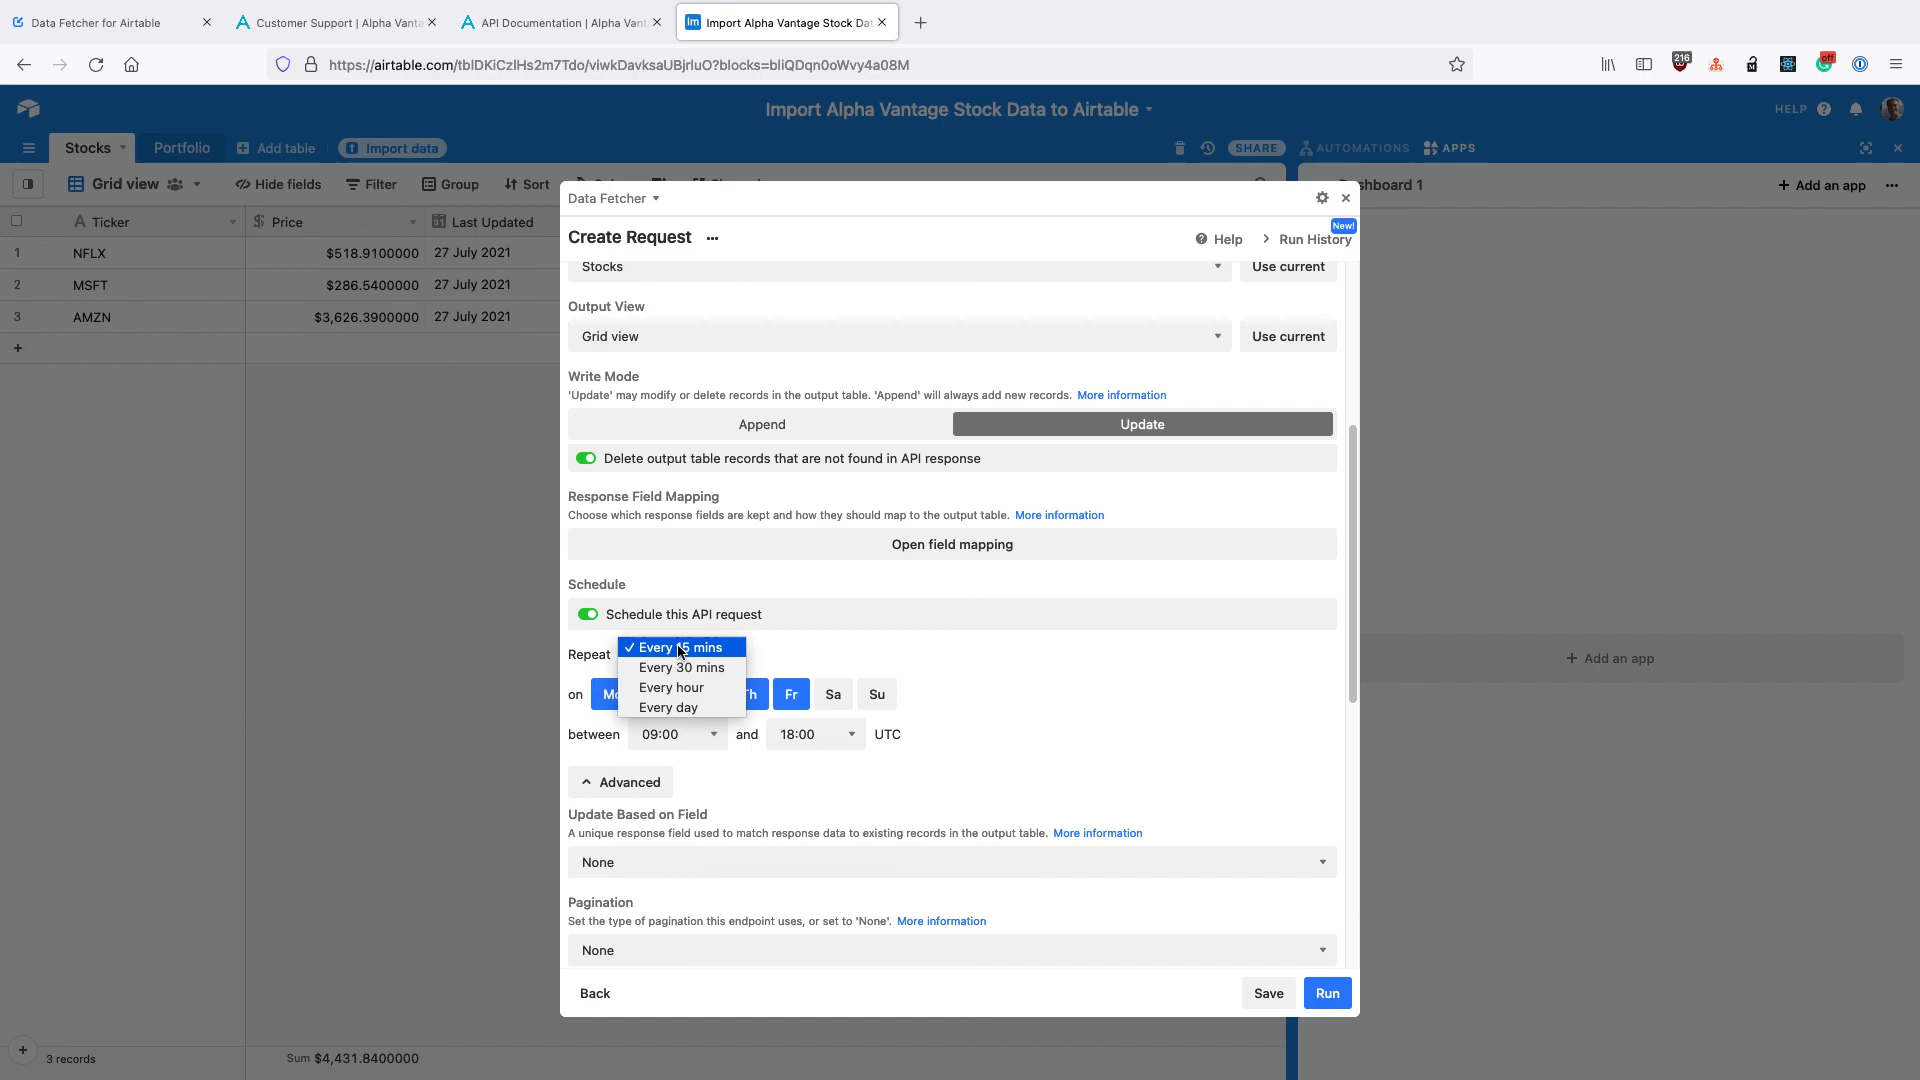 Data Fetcher for Airtable
Customer Support | Alpha Vanta
API Documentation | Alpha Vant
Import Alpha Vantage Stock Dat
https://airtable.com/tblDKiCzlHs2m7Tdo/viwkDavksaUBjrluO?blocks=bliQDqn0oWvy4a08M
216
off
Import Alpha Vantage Stock Data to Airtable
HELP
Stocks
Portfolio
Add table
Import data
SHARE
AUTOMATIONS
APPS
Grid view
Hide fields
Filter
Group
Sort
Data Fetcher
shboard 1
Add an app
Ticker
Price
Last Updated
New!
Create Request
Help
Run History
1 NFLX $518.9100000 27 July 2021
2 MSFT $286.5400000 27 July 2021
3 AMZN $3,626.3900000 27 July 2021
Stocks
Use current
Output View
Grid view
Use current
Write Mode
'Update' may modify or delete records in the output table. 'Append' will always add new records. More information
Append
Update
Delete output table records that are not found in API response
Response Field Mapping
Choose which response fields are kept and how they should map to the output table. More information
Open field mapping
Schedule
Schedule this API request
Repeat
Every 15 mins
Every 30 mins
Every hour
Every day
on Mo Th Fr Sa Su
between 09:00 and 18:00 UTC
Add an app
Advanced
Update Based on Field
A unique response field used to match response data to existing records in the output table. More information
None
Pagination
Set the type of pagination this endpoint uses, or set to 'None'. More information
None
Back
Save
Run
3 records
Sum $4,431.8400000